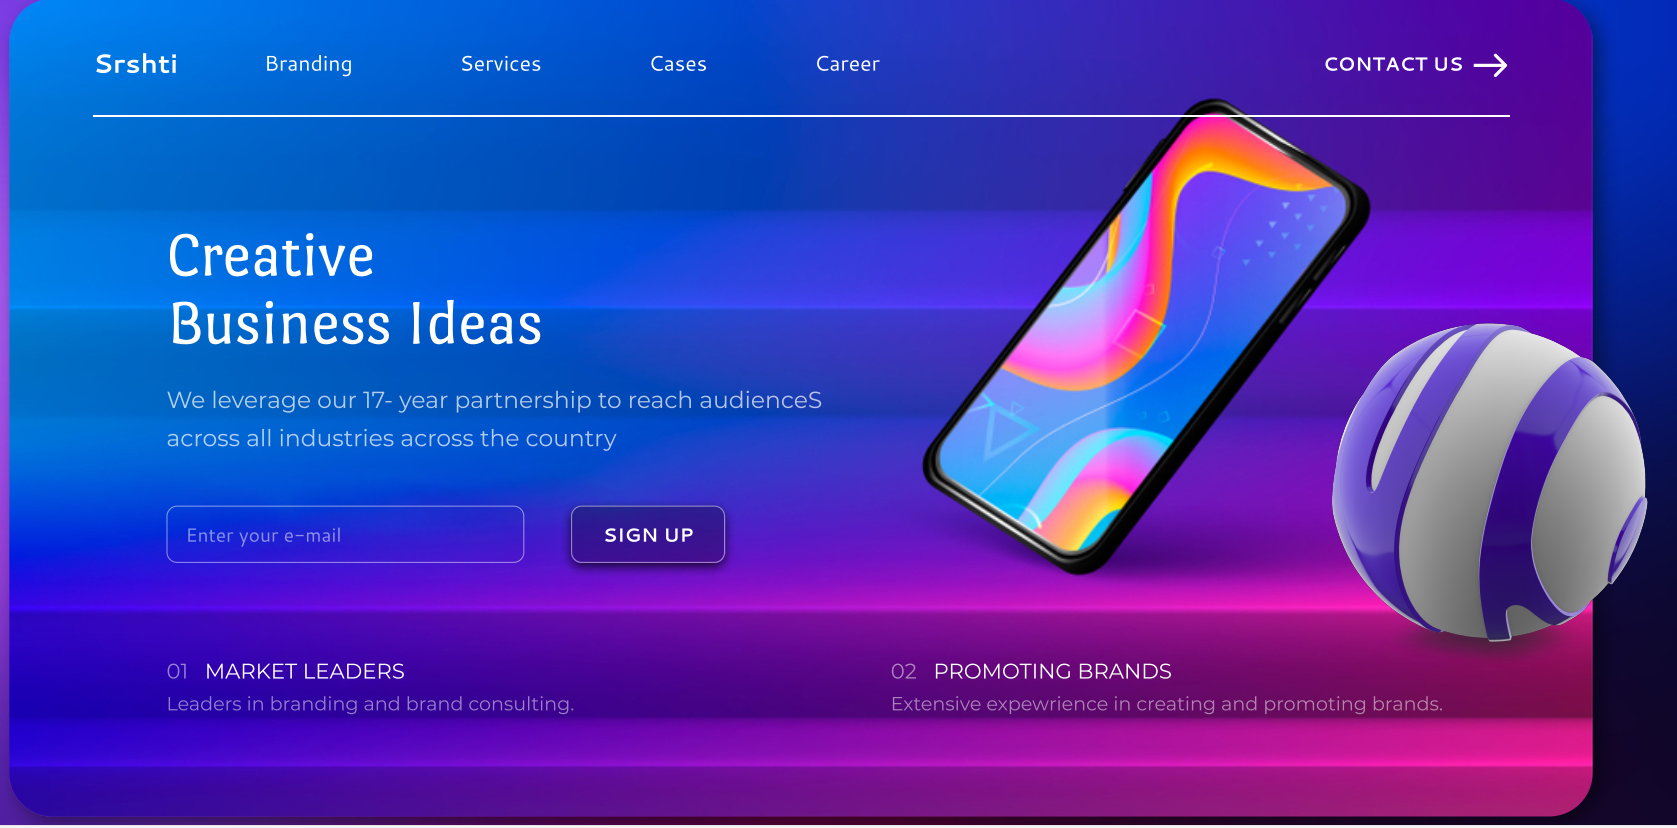 Srshti Branding Services Cases Career CONTACT US
Creative
Business Ideas
We leverage our 17- year partnership to reach audienceS
across all industries across the country
Enter your e-mail SIGN UP
01 MARKET LEADERS
Leaders in branding and brand consulting.
02 PROMOTING BRANDS
Extensive expewrience in creating and promoting brands.